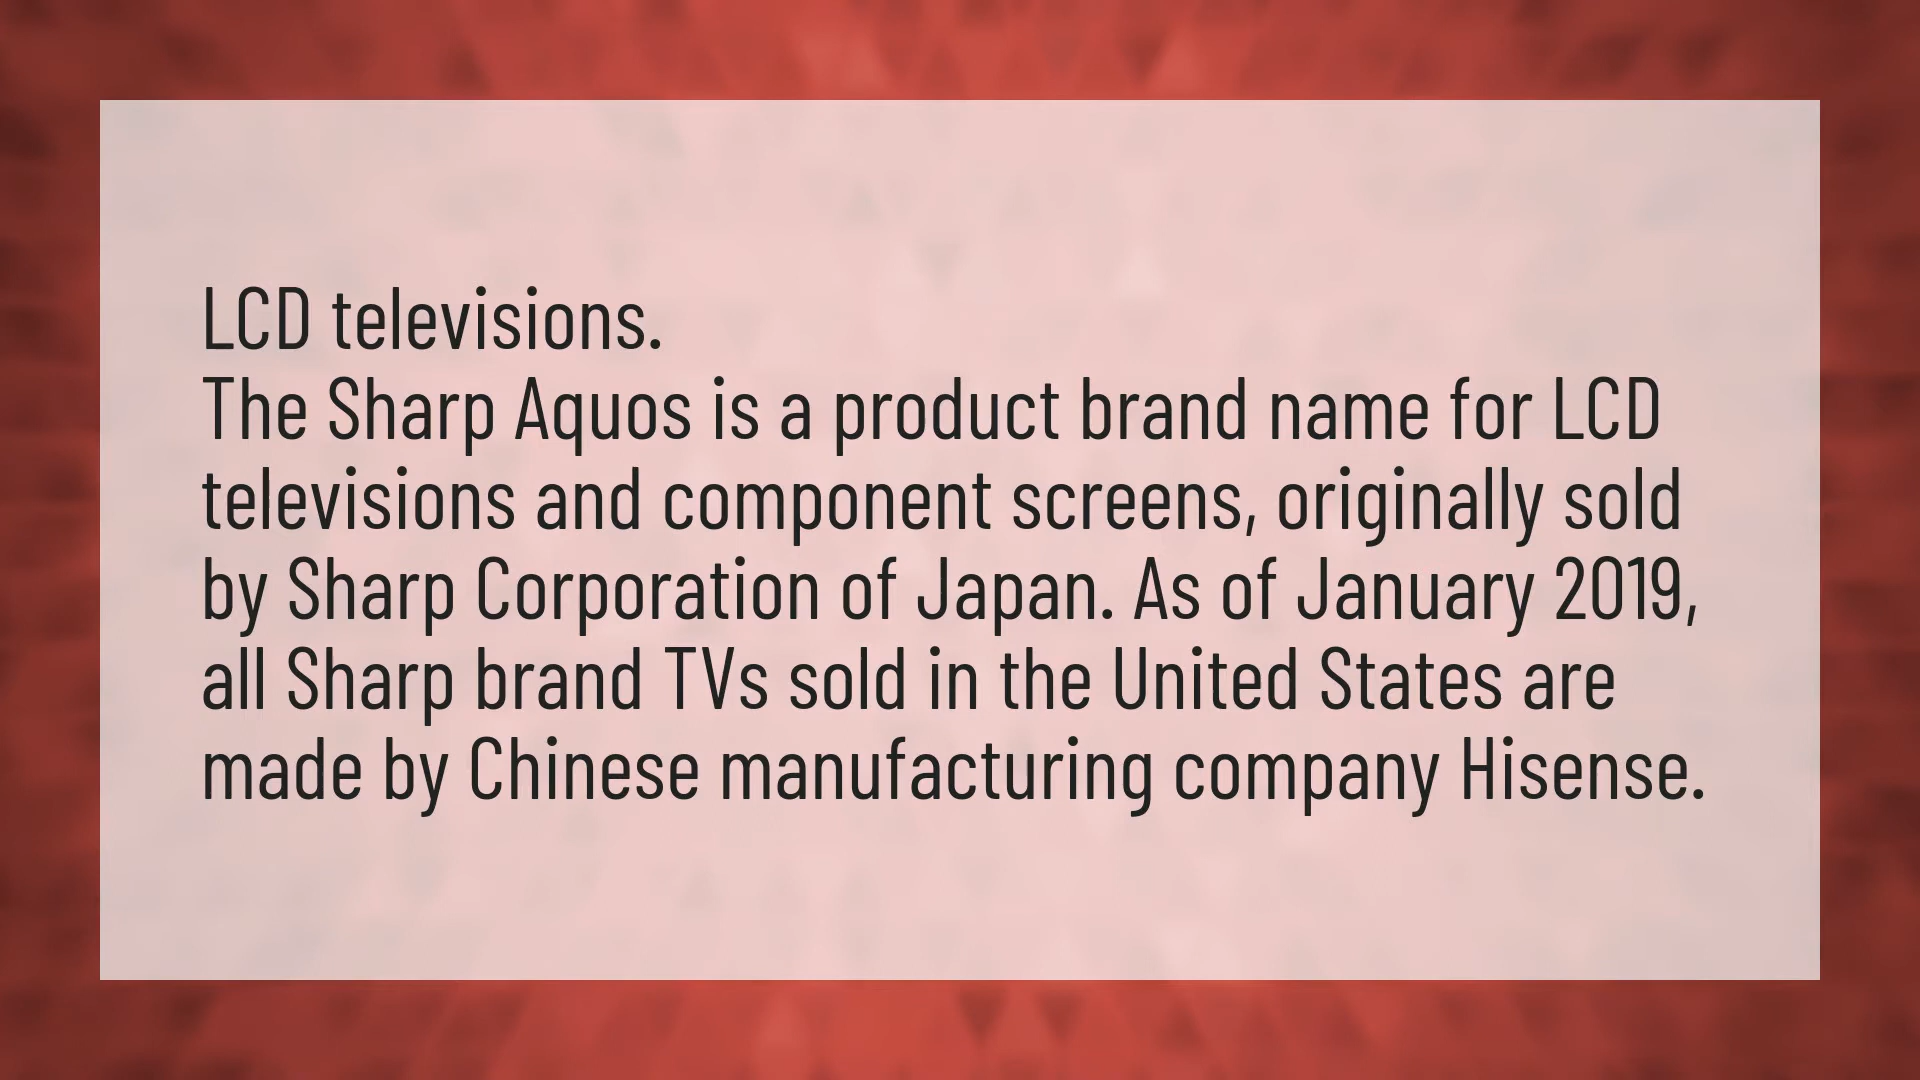 LCD televisions.
The Sharp Aquos is a product brand name for LCD
televisions and component screens, originally sold
by Sharp Corporation of Japan. As of January 2019,
all Sharp brand TVs sold in the United States are
made by Chinese manufacturing company Hisense.